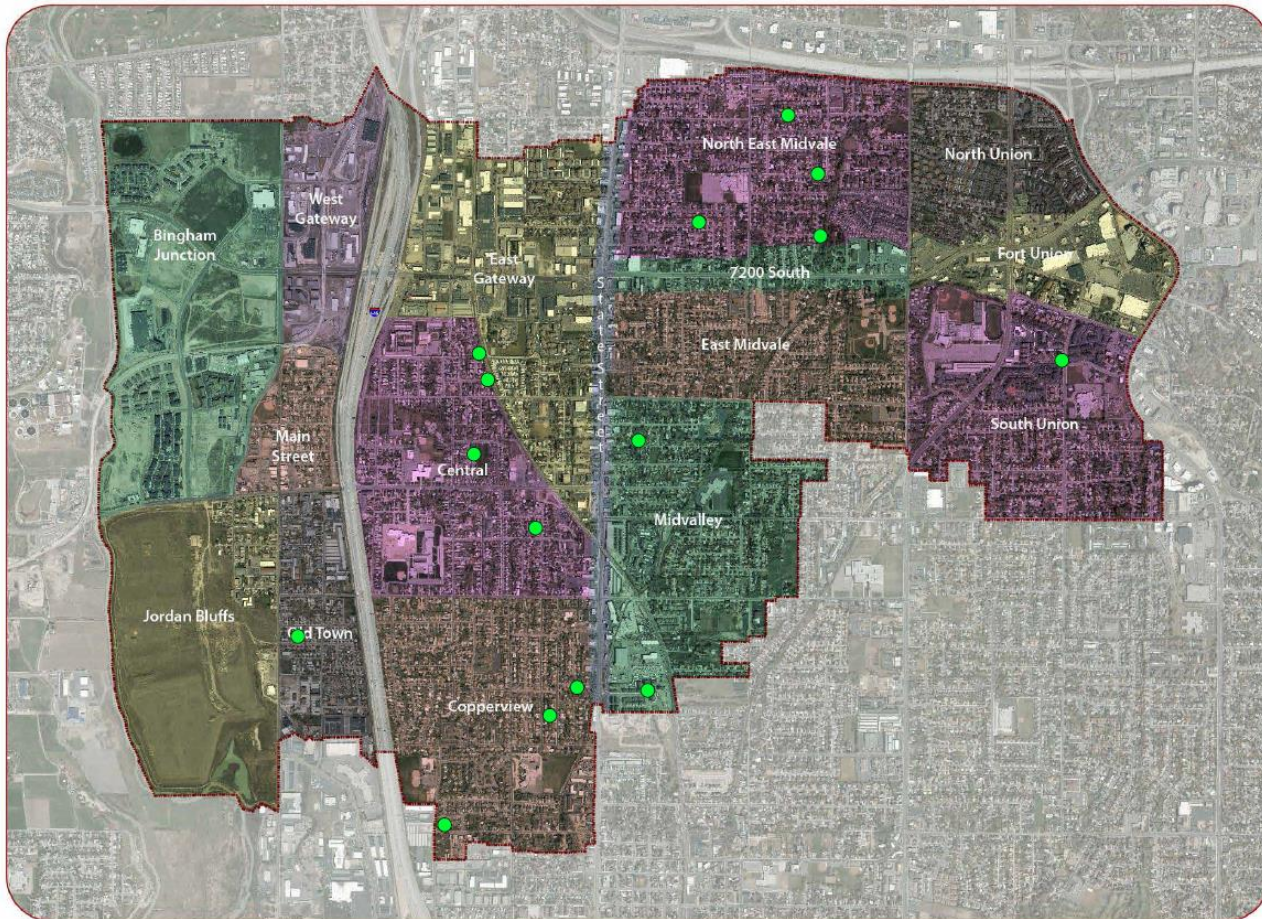 North East Midvale
North Union
West
Gateway
Bingham
Junction
East
Gateway
Fort Union
7200 South
State Street
East Midvale
Main
Street
South Union
Central
Midvalley
Jordan Bluffs
Old Town
Copperview